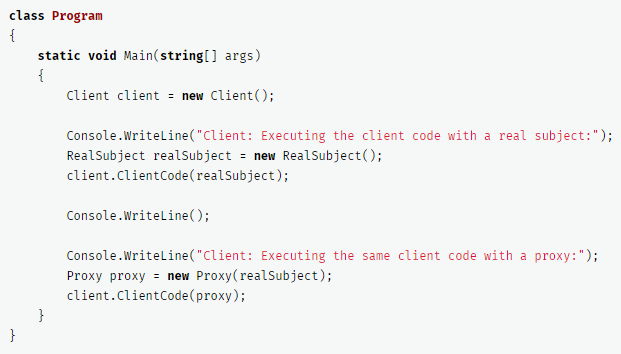 class Program
{
    static void Main(string[] args)
    {
        Client client = new Client();

        Console.WriteLine("Client: Executing the client code with a real subject:");
        RealSubject realSubject = new RealSubject();
        client.ClientCode(realSubject);

        Console.WriteLine();

        Console.WriteLine("Client: Executing the same client code with a proxy:");
        Proxy proxy = new Proxy(realSubject);
        client.ClientCode(proxy);
    }
}